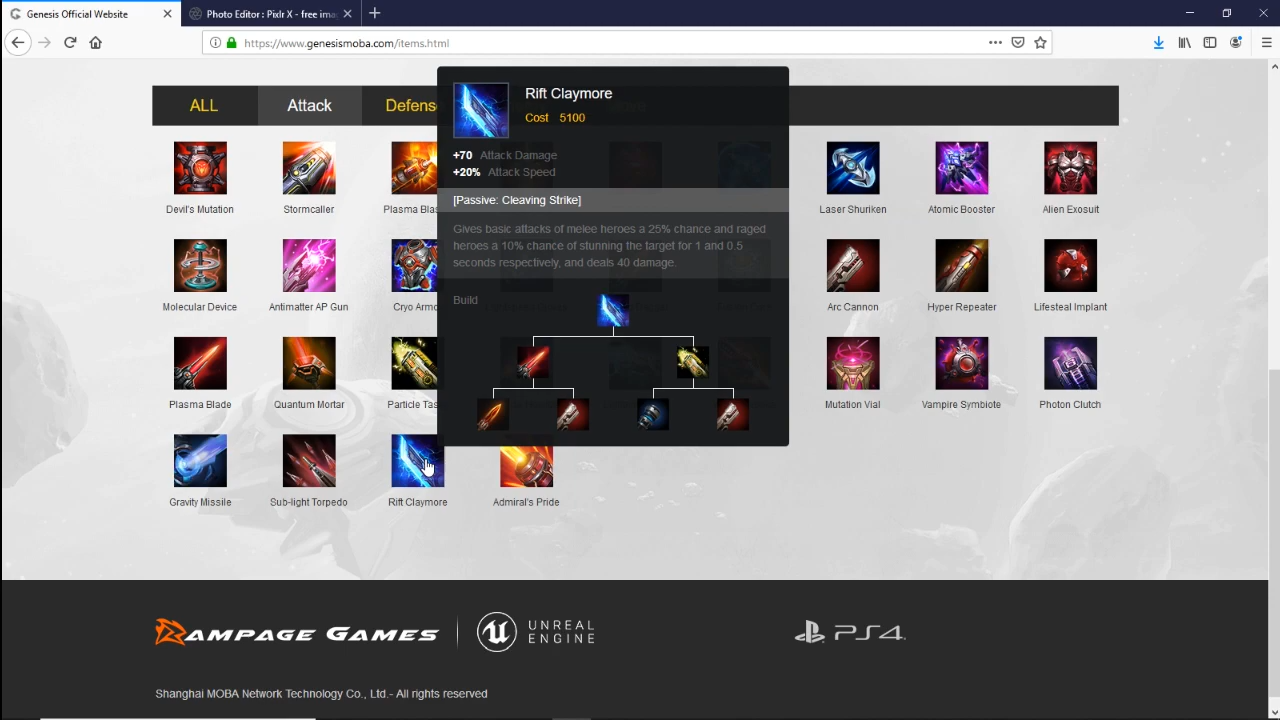 Genesis Official Website
Photo Editor : Pixlr X - free ima
https://www.genesismoba.com/items.html
ALL
Attack
Defens
Rift Claymore
Cost 5100
+70 Attack Damage
+20% Attack Speed
[Passive: Cleaving Strike]
Gives basic attacks of melee heroes a 25% chance and raged
heroes a 10% chance of stunning the target for 1 and 0.5
seconds respectively, and deals 40 damage.
Build
Devil's Mutation
Stormcaller
Plasma Blas
Laser Shuriken
Atomic Booster
Alien Exosuit
Molecular Device
Antimatter AP Gun
Cryo Armo
Arc Cannon
Hyper Repeater
Lifesteal Implant
Plasma Blade
Quantum Mortar
Particle Tas
Mutation Vial
Vampire Symbiote
Photon Clutch
Gravity Missile
Sub-light Torpedo
Rift Claymore
Admiral's Pride
RAMPAGE GAMES
UNREAL
ENGINE
PS4
Shanghai MOBA Network Technology Co., Ltd.- All rights reserved